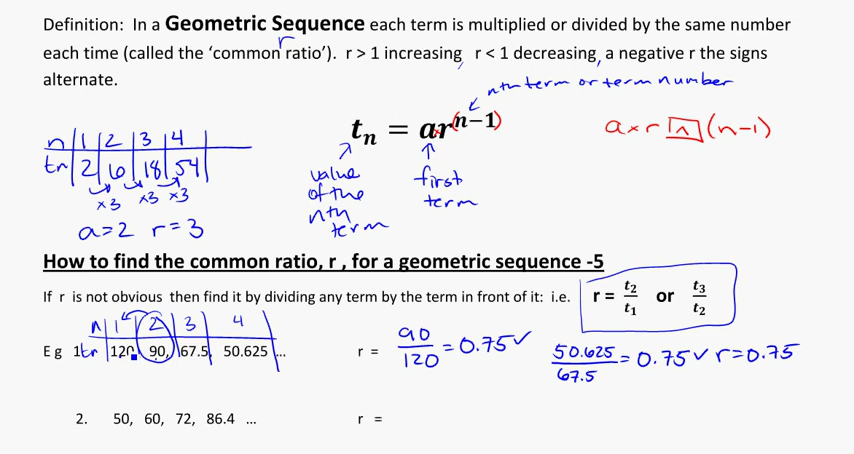 Definition: In a Geometric Sequence each term is multiplied or divided by the same number
r
each time (called the ‘common ratio’). r > 1 increasing, r < 1 decreasing, a negative r the signs
alternate.
nth term or term number
tn = ar(n−1)
a × r ^ (n−1)
n 1 2 3 4
tn 2 6 18 54
×3 ×3 ×3
a=2 r=3
value
of the
nth
term
first
term
How to find the common ratio, r , for a geometric sequence -5
If r is not obvious then find it by dividing any term by the term in front of it: i.e. r = t2/t1 or t3/t2
n 1 2 3 4
E g 1 tn 120, 90, 67.5, 50.625 ... r = 90/120 = 0.75 ✓ 50.625/67.5 = 0.75 ✓ r=0.75
2. 50, 60, 72, 86.4 ... r =